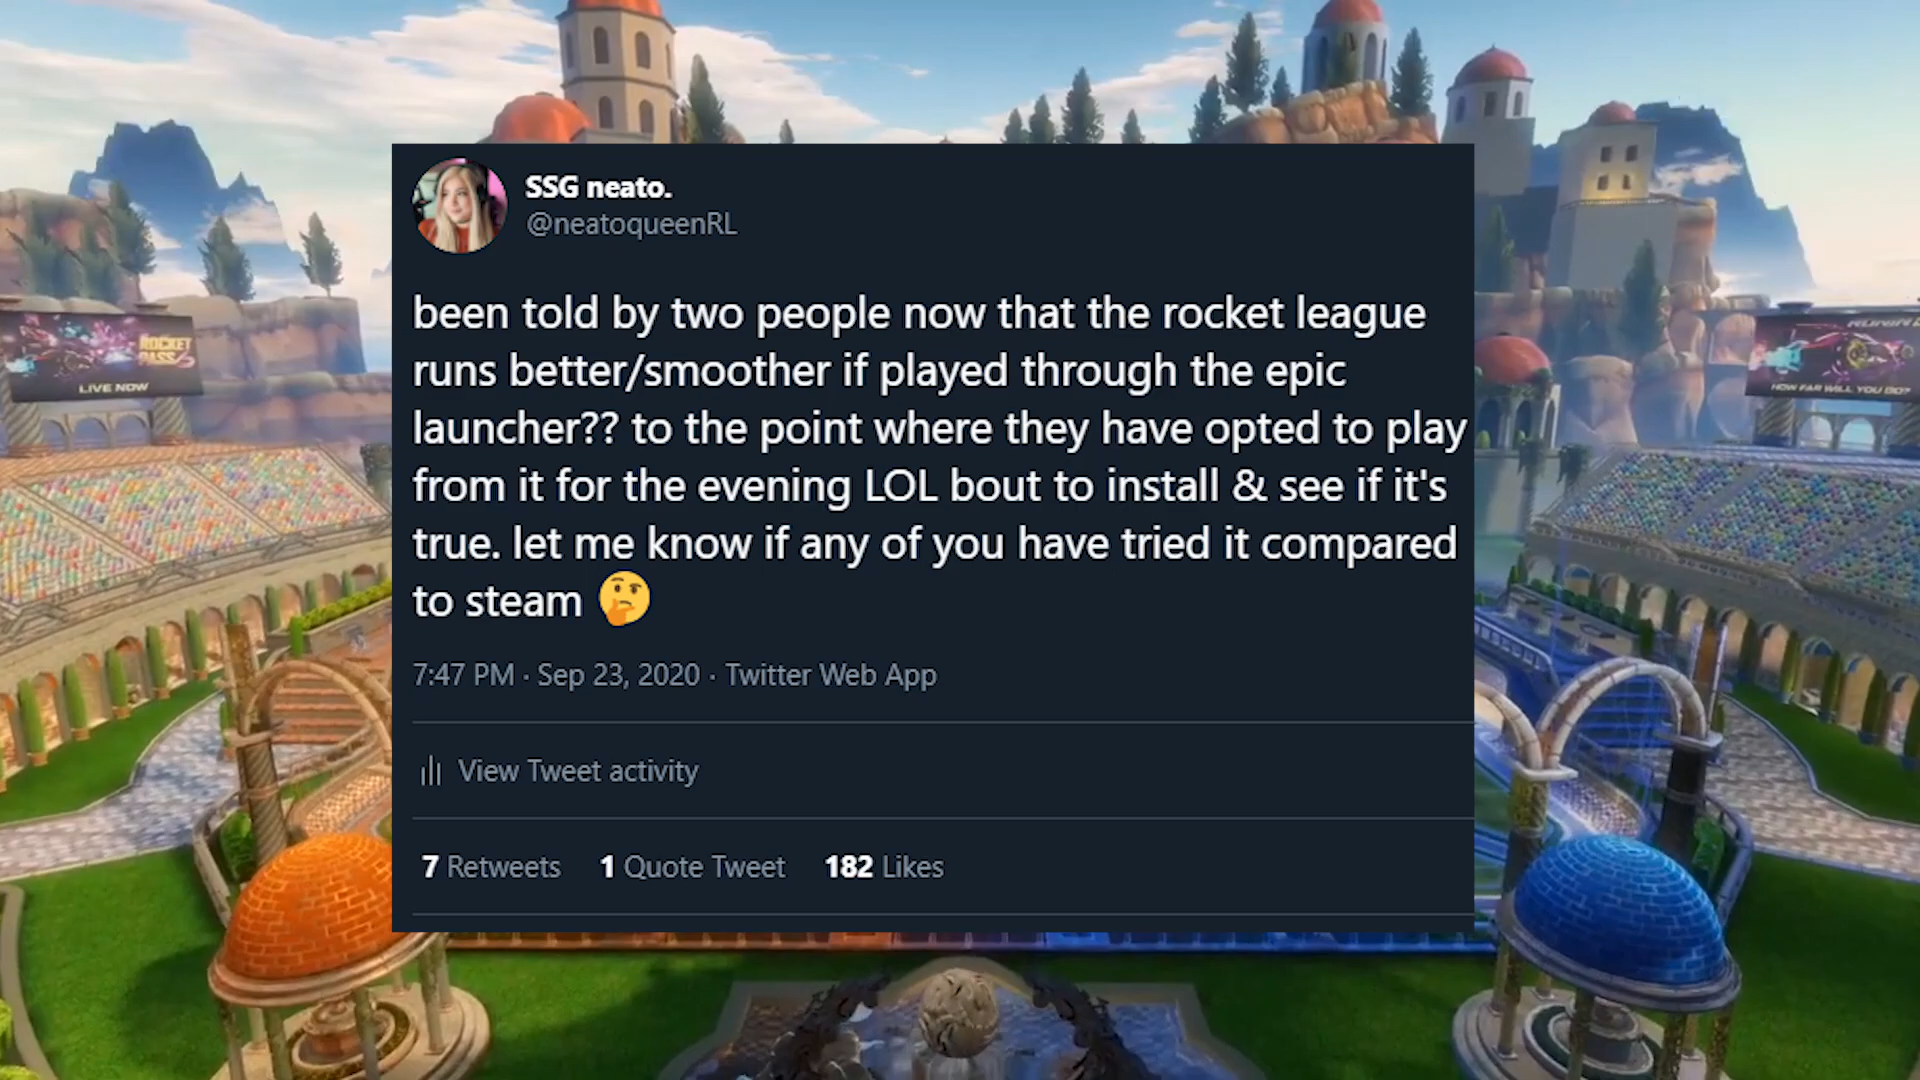 SSG neato.
@neatoqueenRL
been told by two people now that the rocket league
runs better/smoother if played through the epic
launcher?? to the point where they have opted to play
from it for the evening LOL bout to install & see if it's
true. let me know if any of you have tried it compared
to steam 🤔
7:47 PM · Sep 23, 2020 · Twitter Web App
View Tweet activity
7 Retweets 1 Quote Tweet 182 Likes
ROCKET
PASS
LIVE NOW
HOW FAR WILL YOU GO?